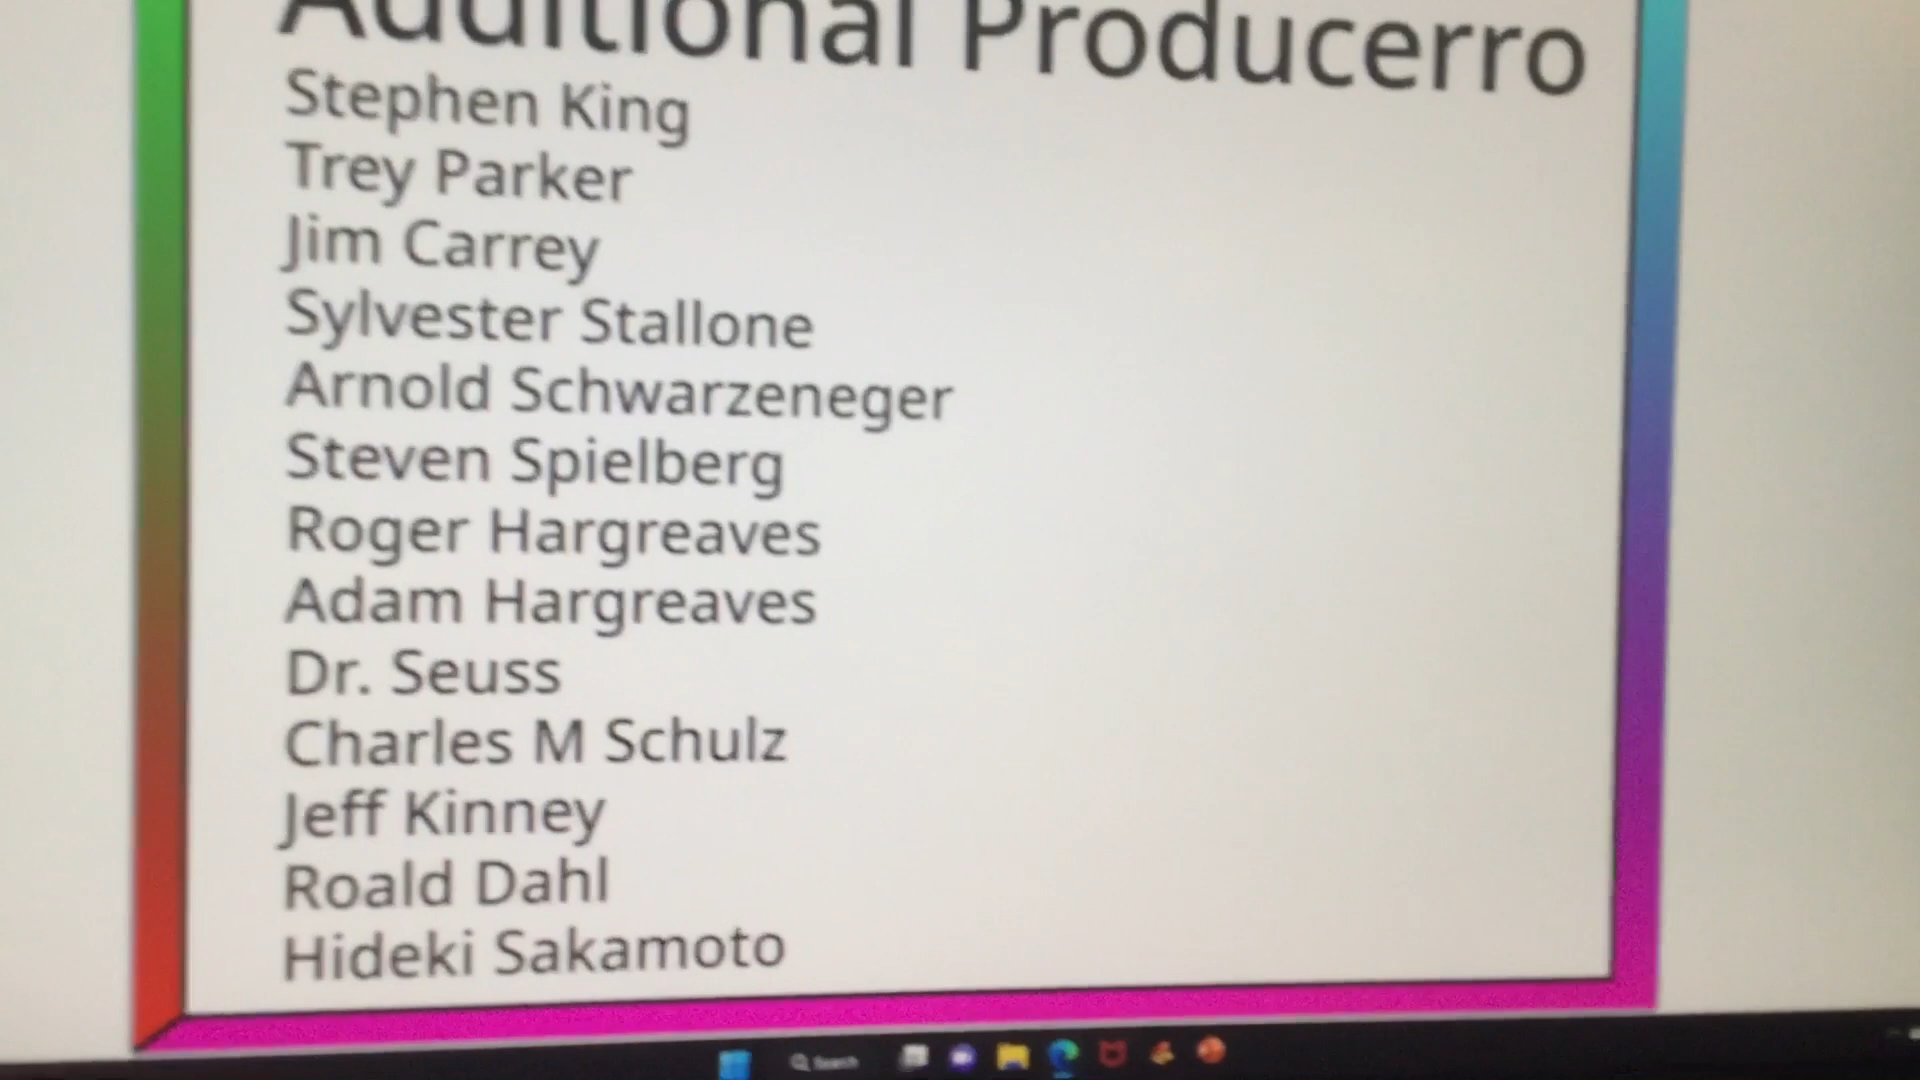 Additional Producerro
Stephen King
Trey Parker
Jim Carrey
Sylvester Stallone
Arnold Schwarzeneger
Steven Spielberg
Roger Hargreaves
Adam Hargreaves
Dr. Seuss
Charles M Schulz
Jeff Kinney
Roald Dahl
Hideki Sakamoto
Search